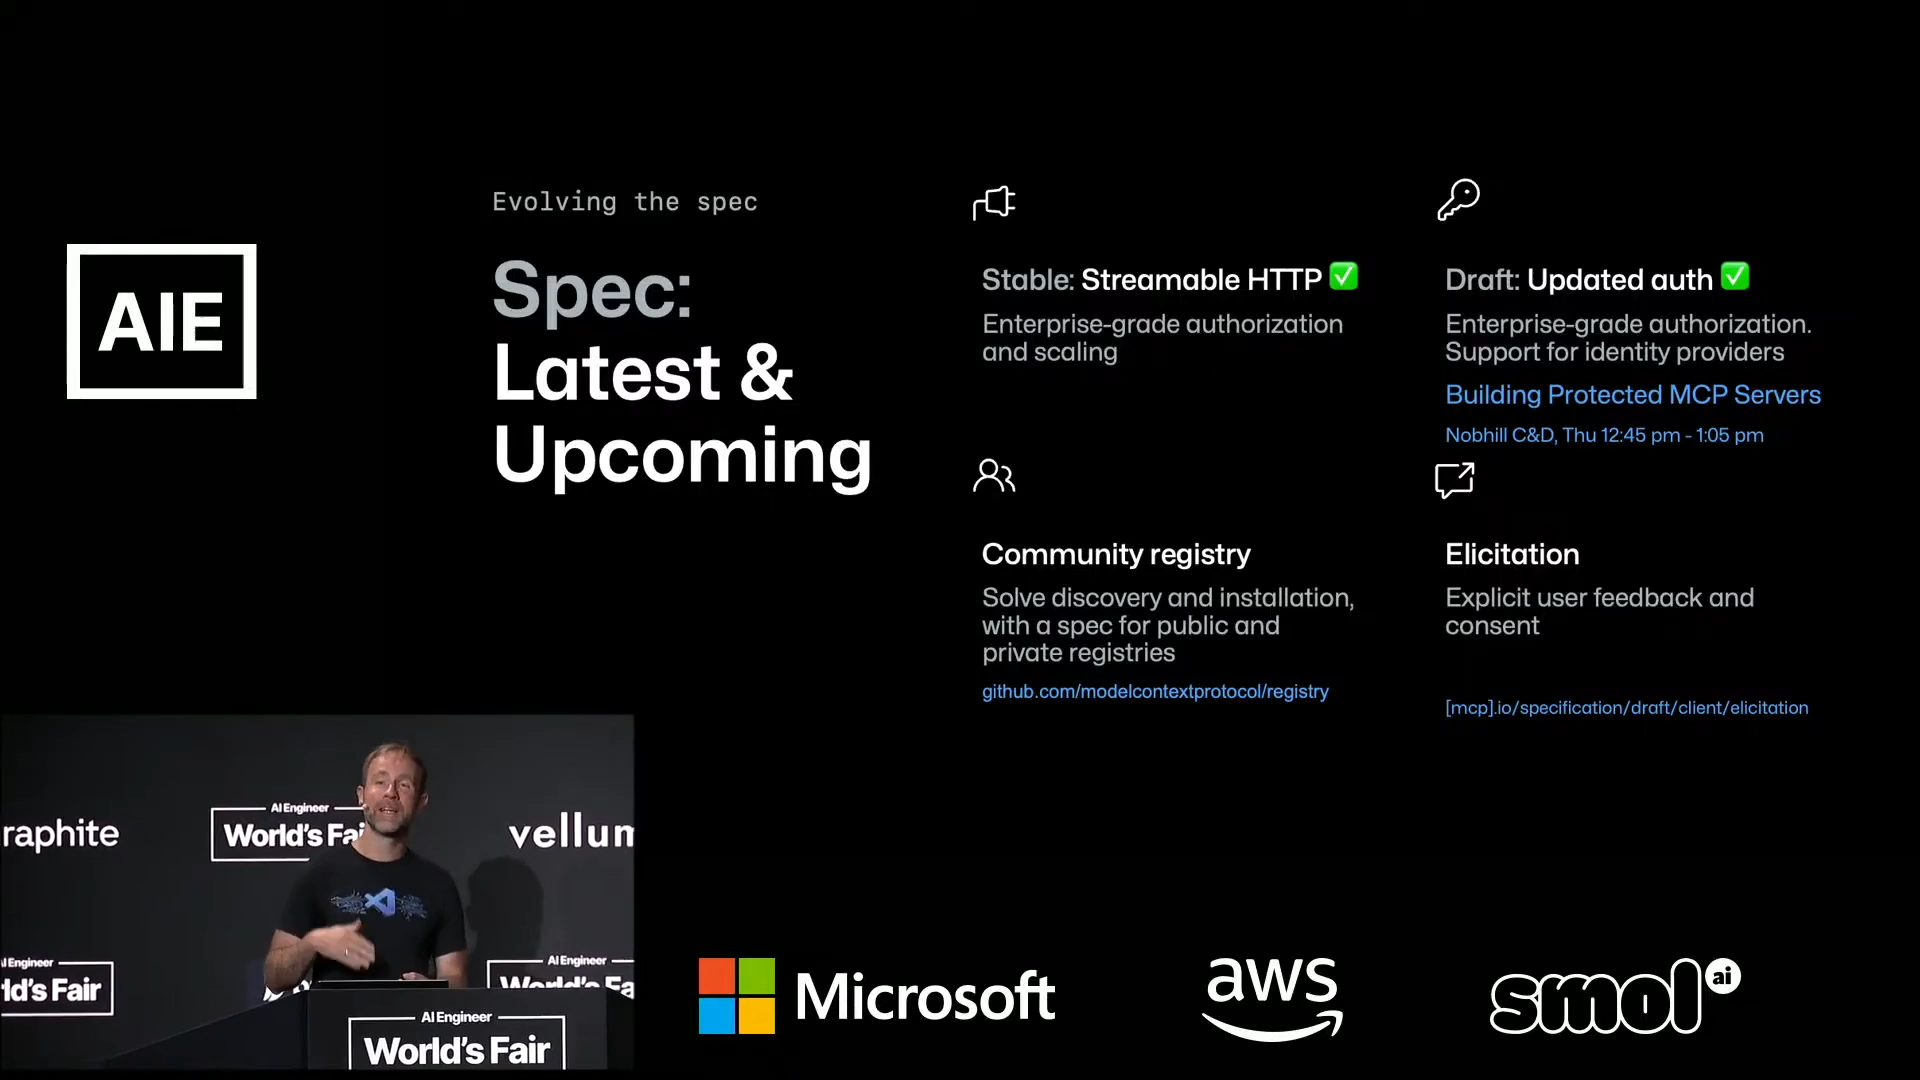 AIE
Evolving the spec
Spec:
Latest &
Upcoming
Stable: Streamable HTTP ✅
Enterprise-grade authorization
and scaling
Draft: Updated auth ✅
Enterprise-grade authorization.
Support for identity providers
Building Protected MCP Servers
Nobhill C&D, Thu 12:45 pm - 1:05 pm
Community registry
Solve discovery and installation,
with a spec for public and
private registries
github.com/modelcontextprotocol/registry
Elicitation
Explicit user feedback and
consent
[mcp].io/specification/draft/client/elicitation
raphite
AI Engineer
World's Fai
vellum
I Engineer
ld's Fair
AI Engineer
World's Fa
AI Engineer
World's Fair
Microsoft
aws
smol ai